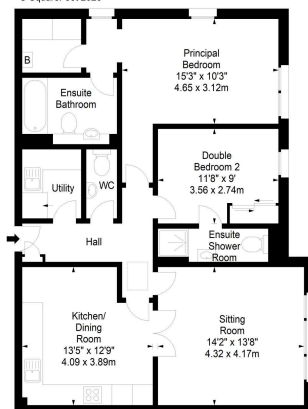 B
Principal
Bedroom
15'3" x 10'3"
4.65 x 3.12m
Ensuite
Bathroom
Double
Bedroom 2
11'8" x 9'
3.56 x 2.74m
Utility
WC
Hall
Ensuite
Shower
Room
Kitchen/
Dining
Room
13'5" x 12'9"
4.09 x 3.89m
Sitting
Room
14'2" x 13'8"
4.32 x 4.17m